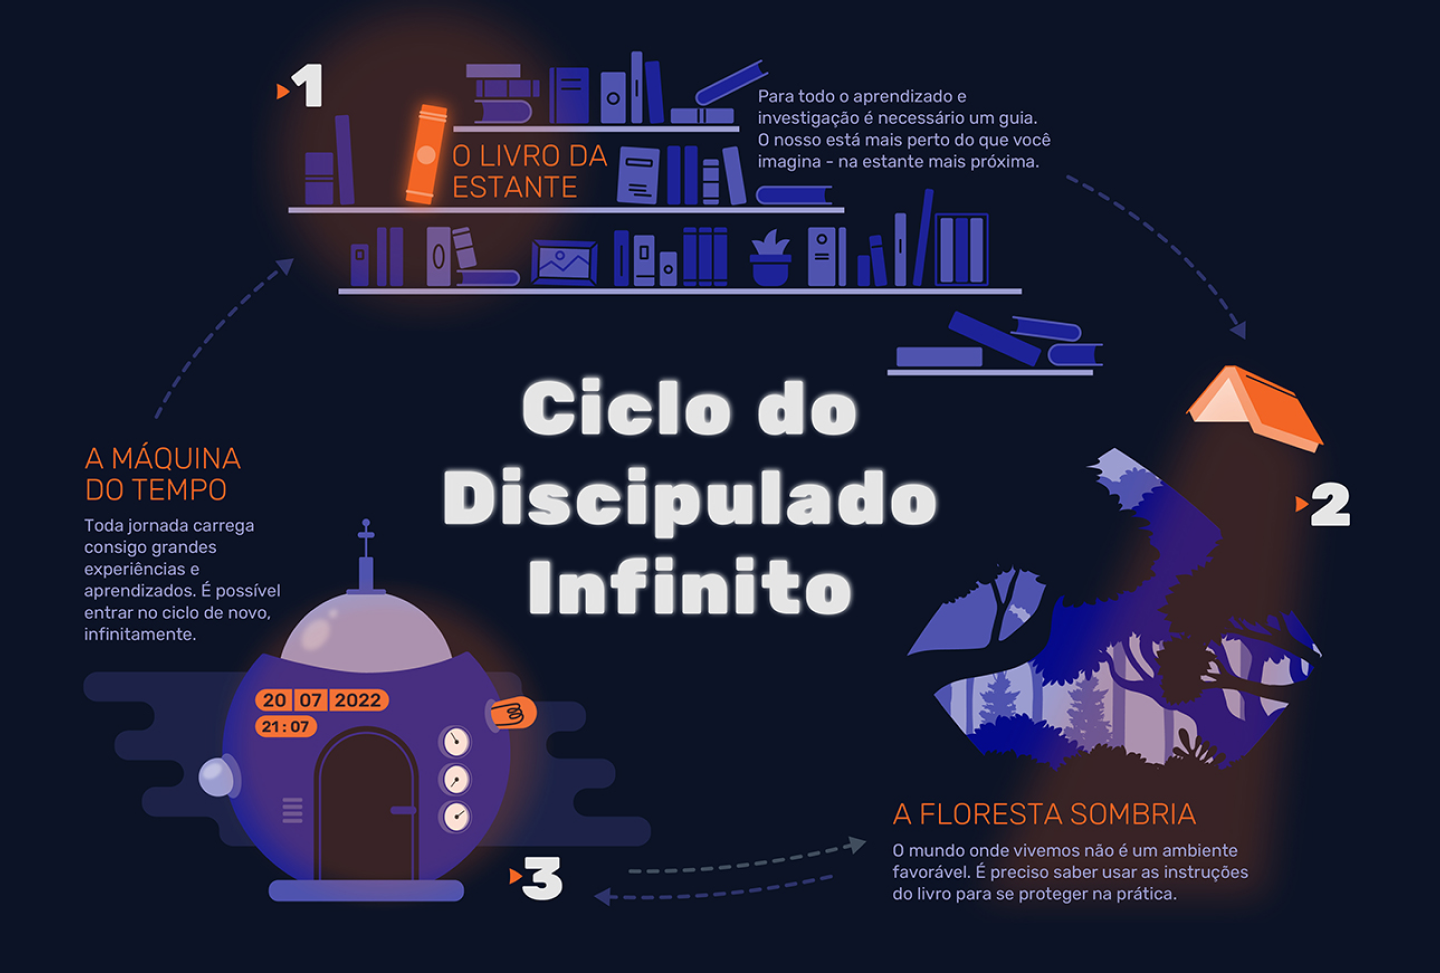 1
O LIVRO DA
ESTANTE
Para todo o aprendizado e
investigação é necessário um guia.
O nosso está mais perto do que você
imagina - na estante mais próxima.
Ciclo do
Discipulado
Infinito
2
A FLORESTA SOMBRIA
O mundo onde vivemos não é um ambiente
favorável. É preciso saber usar as instruções
do livro para se proteger na prática.
3
A MÁQUINA
DO TEMPO
Toda jornada carrega
consigo grandes
experiências e
aprendizados. É possível
entrar no ciclo de novo,
infinitamente.
20 07 2022
21:07